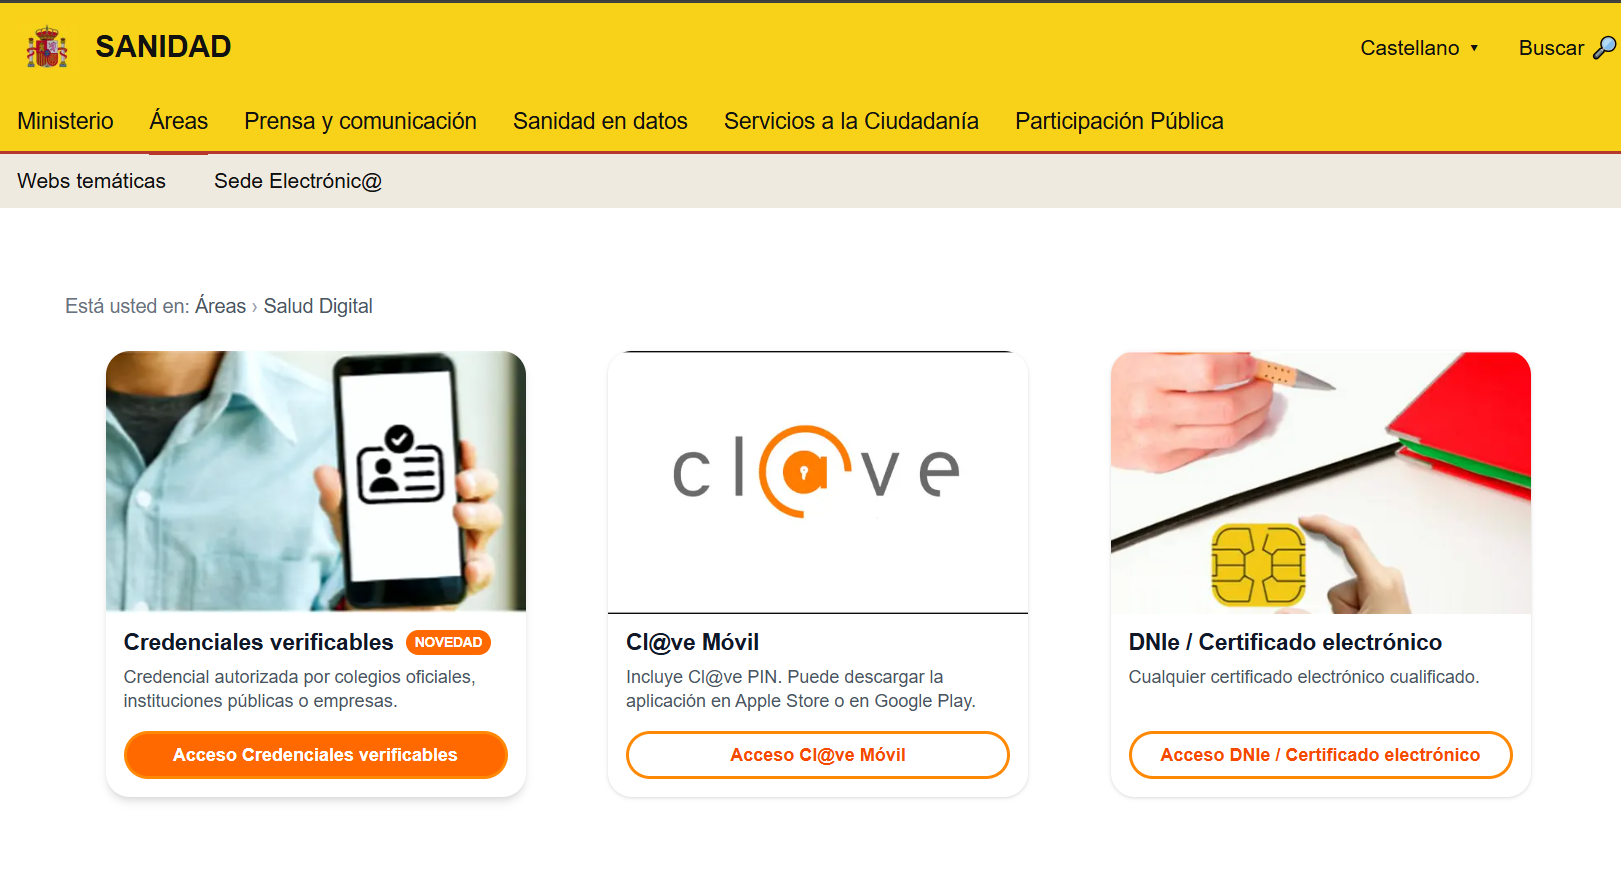 SANIDAD
Castellano ▼
Buscar
Ministerio
Áreas
Prensa y comunicación
Sanidad en datos
Servicios a la Ciudadanía
Participación Pública
Webs temáticas
Sede Electrónic@
Está usted en: Áreas › Salud Digital
cl@ve
Credenciales verificables NOVEDAD
Credencial autorizada por colegios oficiales,
instituciones públicas o empresas.
Acceso Credenciales verificables
Cl@ve Móvil
Incluye Cl@ve PIN. Puede descargar la
aplicación en Apple Store o en Google Play.
Acceso Cl@ve Móvil
DNIe / Certificado electrónico
Cualquier certificado electrónico cualificado.
Acceso DNIe / Certificado electrónico